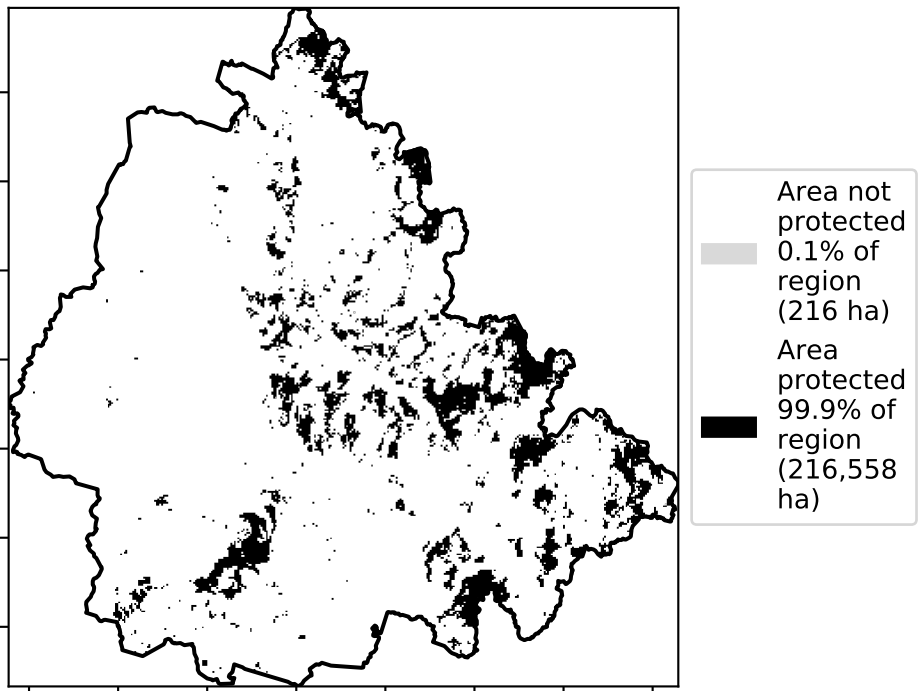 Area not
protected
0.1% of
region
(216 ha)
Area
protected
99.9% of
region
(216,558
ha)